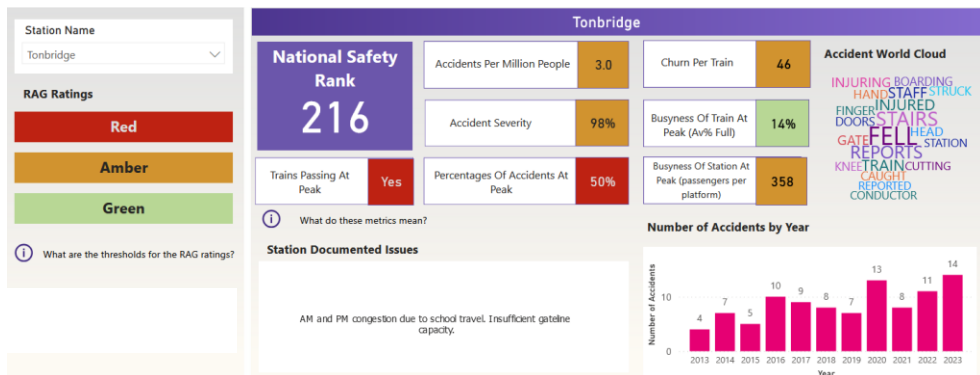 Station Name
Tonbridge
RAG Ratings
Red
Amber
Green
What are the thresholds for the RAG ratings?
Tonbridge
National Safety
Rank
216
Accidents Per Million People
3.0
Accident Severity
98%
Trains Passing At
Peak
Yes
Percentages Of Accidents At
Peak
50%
Churn Per Train
46
Busyness Of Train At
Peak (Av% Full)
14%
Busyness Of Station At
Peak (passengers per
platform)
358
Accident World Cloud
INJURING BOARDING
HAND STAFF STRUCK
FINGER INJURED
DOORS STAIRS
GATE FELL HEAD
STATION
REPORTS
KNEE TRAIN CUTTING
CAUGHT
REPORTED
CONDUCTOR
What do these metrics mean?
Station Documented Issues
AM and PM congestion due to school travel. Insufficient gateline
capacity.
Number of Accidents by Year
Number of Accidents
10
0
4 7 5 10 9 8 7 13 8 11 14
2013 2014 2015 2016 2017 2018 2019 2020 2021 2022 2023
Year